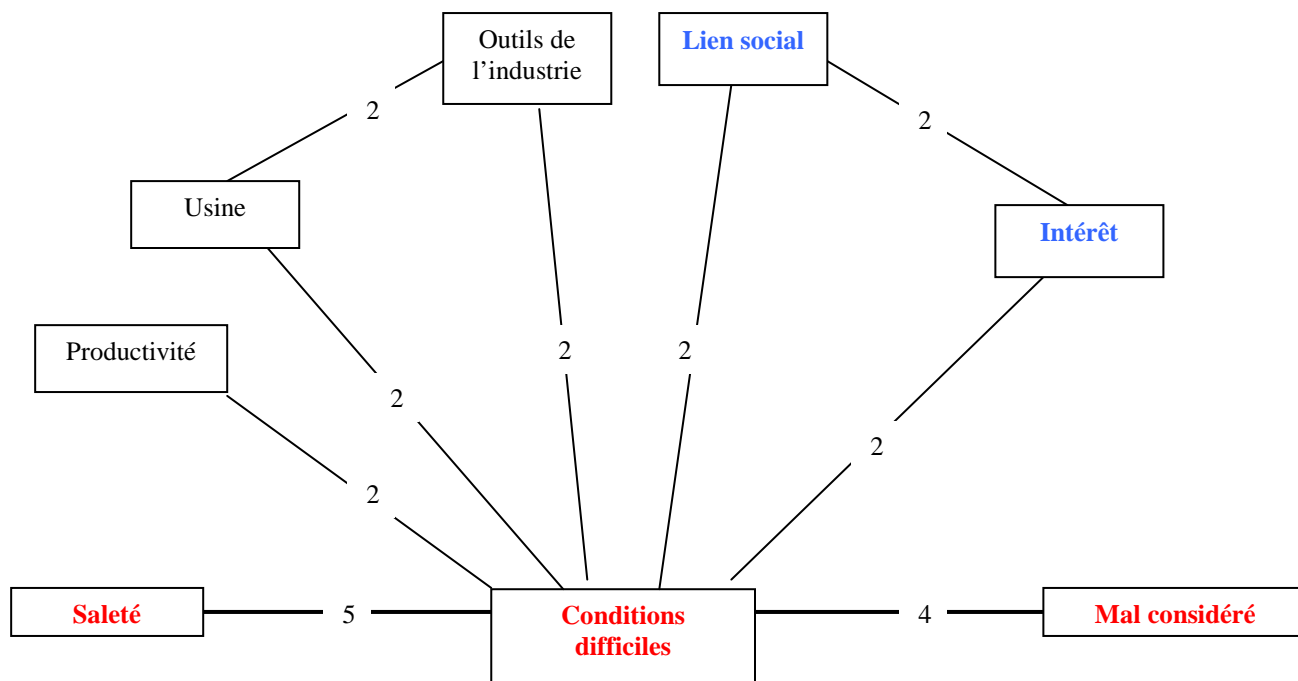 Outils de
l’industrie
Lien social
2
2
Usine
Intérêt
Productivité
2
2
2
2
2
Saleté
5
Conditions
difficiles
4
Mal considéré